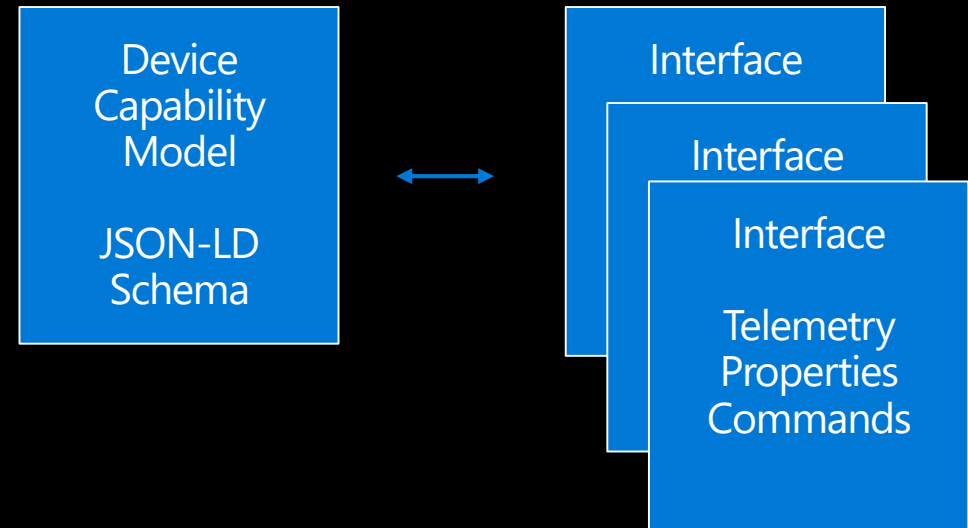 Device
Capability
Model
JSON-LD
Schema
Interface
Interface
Interface
Telemetry
Properties
Commands